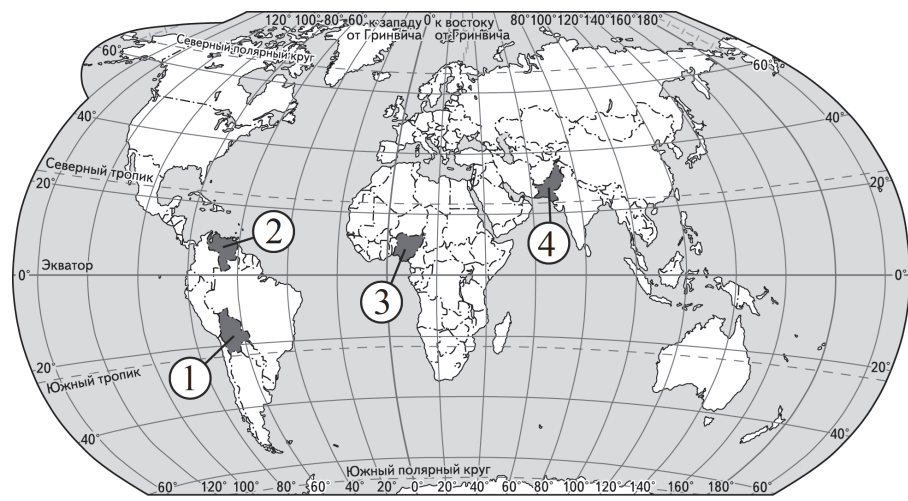 120° 100° 80° 60° к западу 0° к востоку 80° 100° 120° 140° 160° 180°
от Гринвича от Гринвича
Северный полярный круг
60° 60°
40° 40°
Северный тропик
20° 20°
2
4
Экватор
0° 0°
3
1
20° 20°
Южный тропик
40° 40°
Южный полярный круг
60° 120° 100° 80° 60° 40° 20° 0° 20° 40° 60° 80° 100° 120° 140° 160° 60°